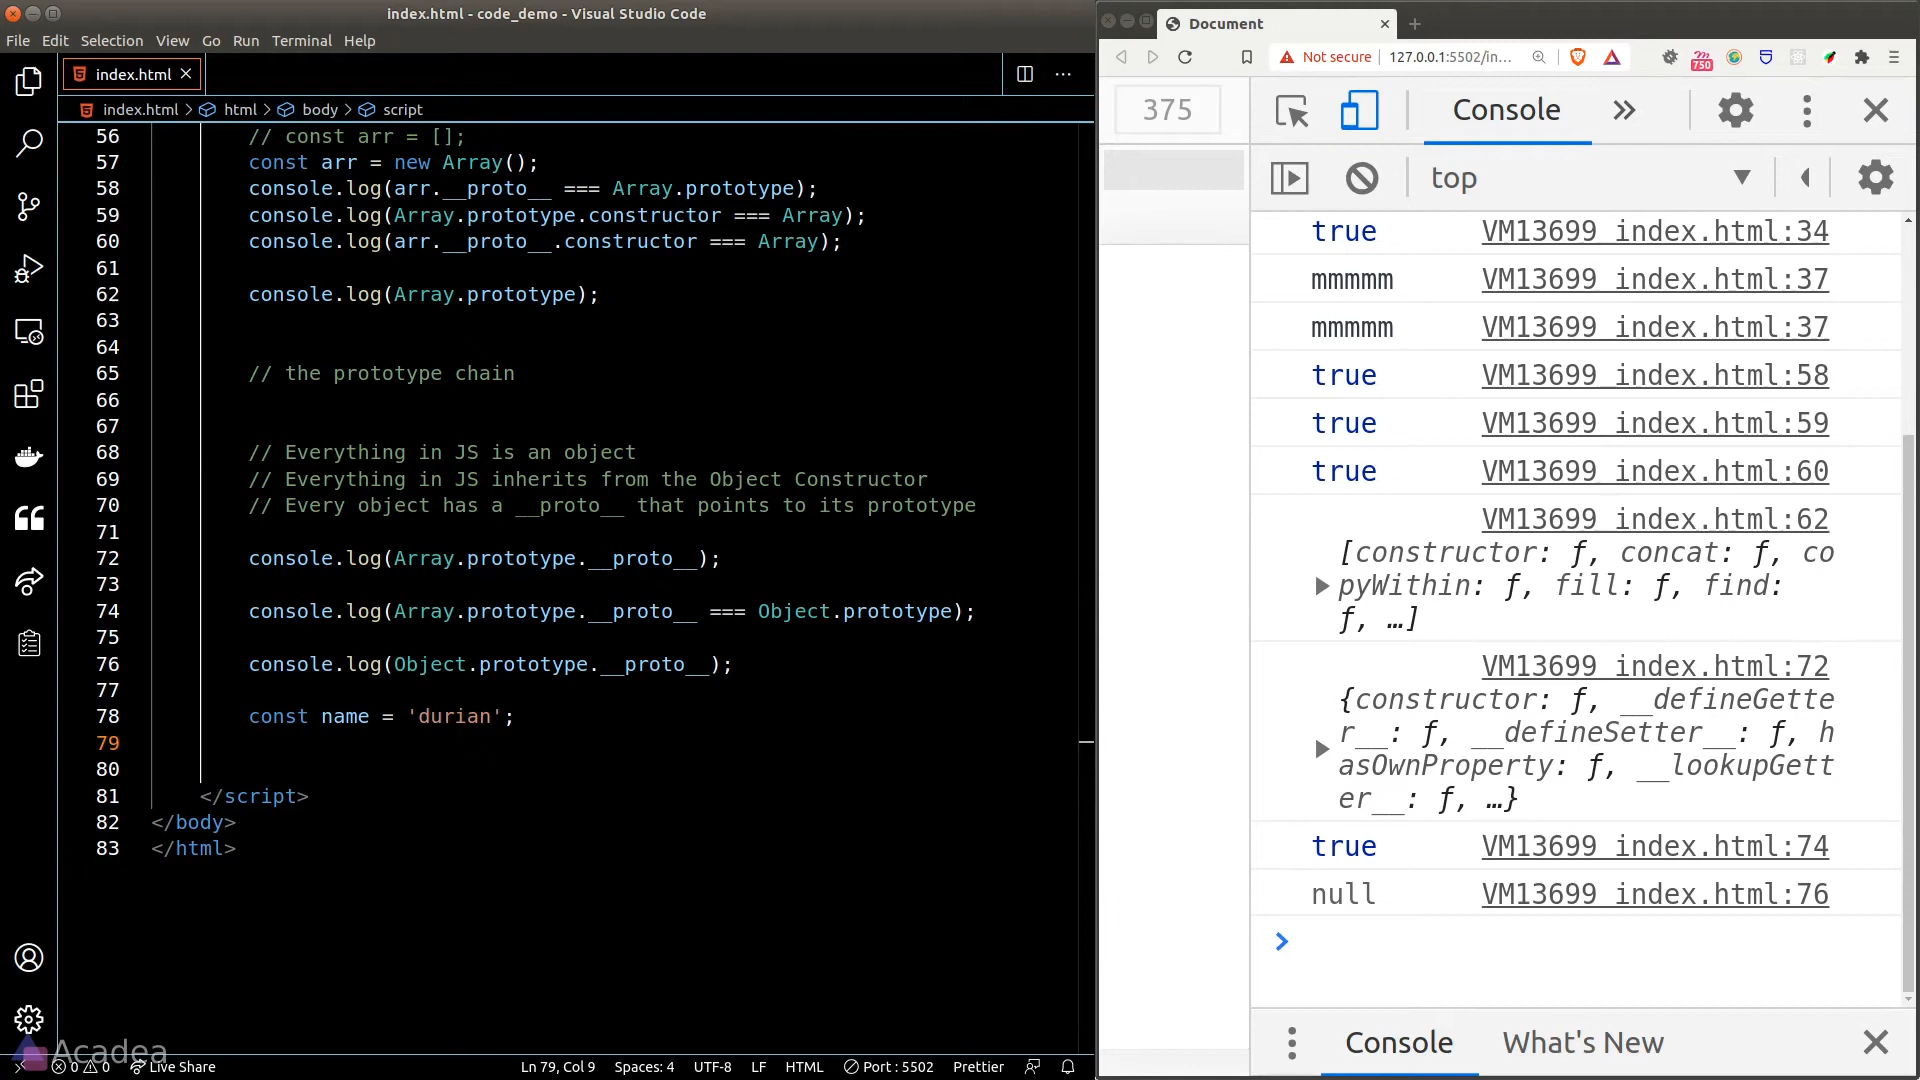 index.html - code_demo - Visual Studio Code
File Edit Selection View Go Run Terminal Help
index.html
index.html > html > body > script
56 // const arr = [];
57 const arr = new Array();
58 console.log(arr.__proto__ === Array.prototype);
59 console.log(Array.prototype.constructor === Array);
60 console.log(arr.__proto__.constructor === Array);
61
62 console.log(Array.prototype);
63
64
65 // the prototype chain
66
67
68 // Everything in JS is an object
69 // Everything in JS inherits from the Object Constructor
70 // Every object has a __proto__ that points to its prototype
71
72 console.log(Array.prototype.__proto__);
73
74 console.log(Array.prototype.__proto__ === Object.prototype);
75
76 console.log(Object.prototype.__proto__);
77
78 const name = 'durian';
79
80
81 </script>
82 </body>
83 </html>
Acadea
0 0 Live Share
Ln 79, Col 9 Spaces: 4 UTF-8 LF HTML Port : 5502 Prettier
Document
Not secure 127.0.0.1:5502/in...
750
375
Console
top
true VM13699 index.html:34
mmmmm VM13699 index.html:37
mmmmm VM13699 index.html:37
true VM13699 index.html:58
true VM13699 index.html:59
true VM13699 index.html:60
VM13699 index.html:62
[constructor: ƒ, concat: ƒ, co
pyWithin: ƒ, fill: ƒ, find:
ƒ, …]
VM13699 index.html:72
{constructor: ƒ, __defineGette
r__: ƒ, __defineSetter__: ƒ, h
asOwnProperty: ƒ, __lookupGett
er__: ƒ, …}
true VM13699 index.html:74
null VM13699 index.html:76
Console What's New